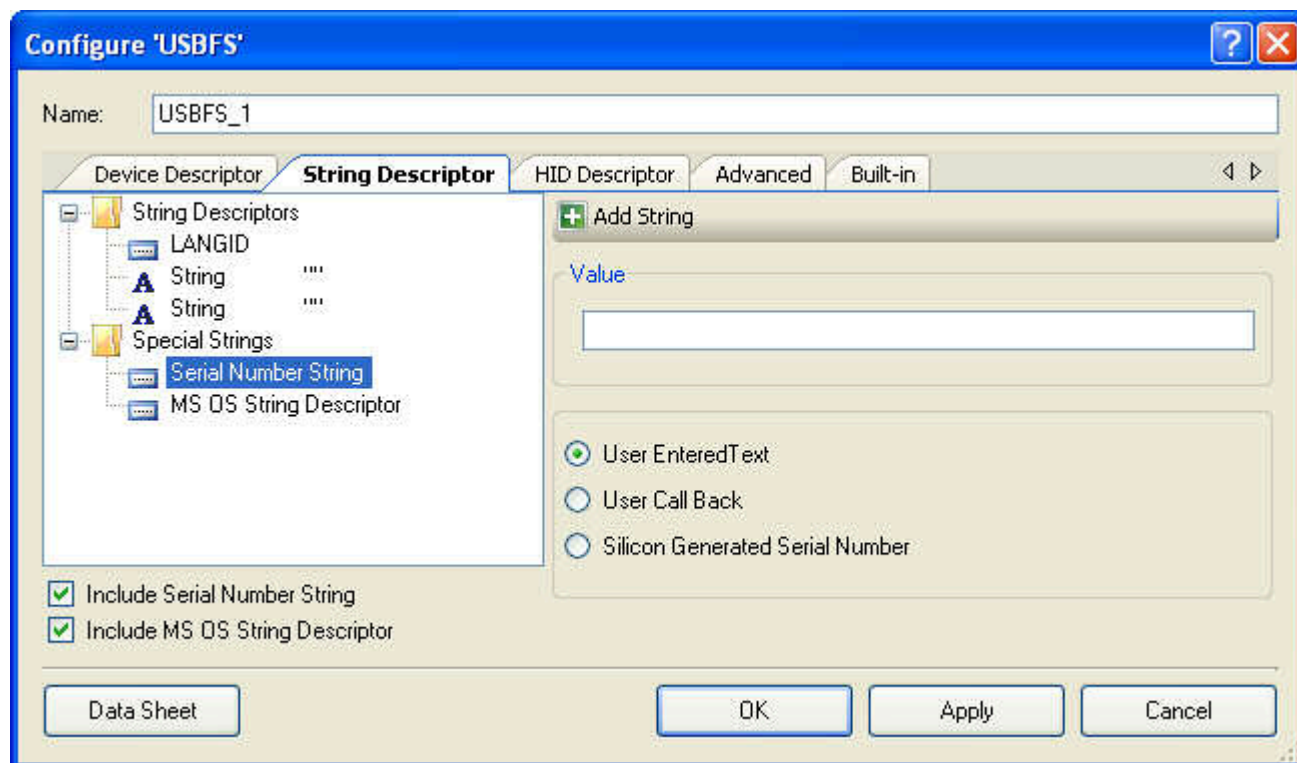 Configure 'USBFS'
Name: USBFS_1
Device Descriptor String Descriptor HID Descriptor Advanced Built-in
String Descriptors
LANGID
String ""
String ""
Special Strings
Serial Number String
MS OS String Descriptor
Include Serial Number String
Include MS OS String Descriptor
Add String
Value
User EnteredText
User Call Back
Silicon Generated Serial Number
Data Sheet OK Apply Cancel